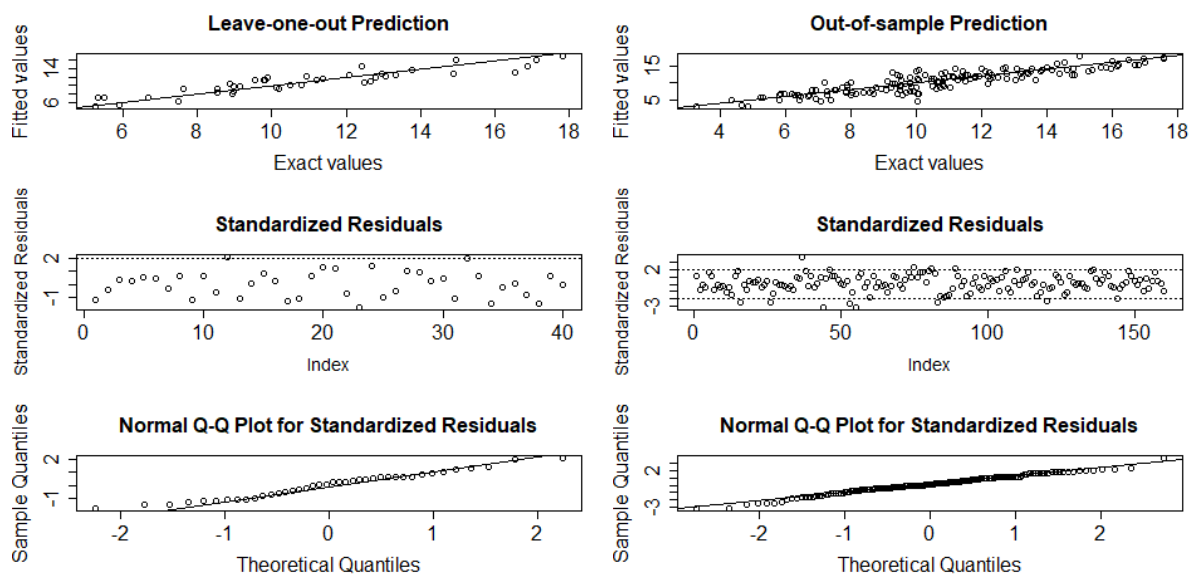 Leave-one-out Prediction
Fitted values
6 14
6 8 10 12 14 16 18
Exact values
Out-of-sample Prediction
Fitted values
5 15
4 6 8 10 12 14 16 18
Exact values
Standardized Residuals
Standardized Residuals
-1 2
0 10 20 30 40
Index
Standardized Residuals
Standardized Residuals
-3 2
0 50 100 150
Index
Normal Q-Q Plot for Standardized Residuals
Sample Quantiles
-1 2
-2 -1 0 1 2
Theoretical Quantiles
Normal Q-Q Plot for Standardized Residuals
Sample Quantiles
-3 2
-2 -1 0 1 2
Theoretical Quantiles